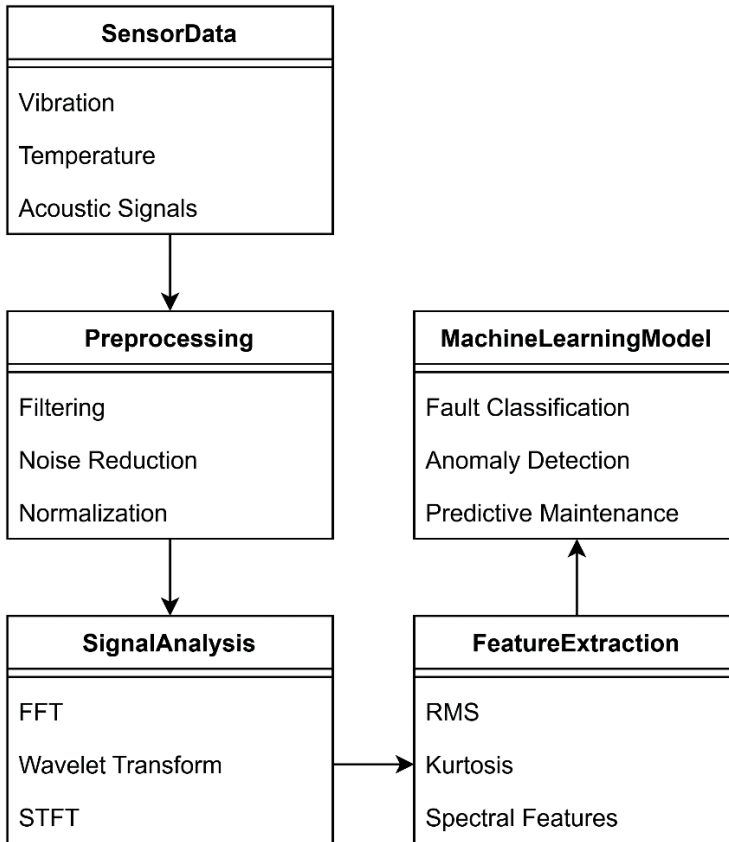 SensorData
Vibration
Temperature
Acoustic Signals
Preprocessing
Filtering
Noise Reduction
Normalization
SignalAnalysis
FFT
Wavelet Transform
STFT
FeatureExtraction
RMS
Kurtosis
Spectral Features
MachineLearningModel
Fault Classification
Anomaly Detection
Predictive Maintenance